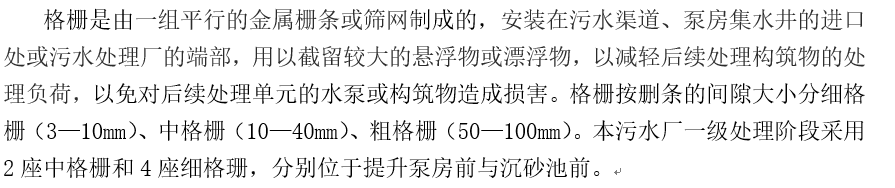 格栅是由一组平行的金属栅条或筛网制成的，安装在污水渠道、泵房集水井的进口
处或污水处理厂的端部，用以截留较大的悬浮物或漂浮物，以减轻后续处理构筑物的处
理负荷，以免对后续处理单元的水泵或构筑物造成损害。格栅按删条的间隙大小分细格
栅（3—10mm）、中格栅（10—40mm）、粗格栅（50—100mm）。本污水厂一级处理阶段采用
2座中格栅和4座细格珊，分别位于提升泵房前与沉砂池前。